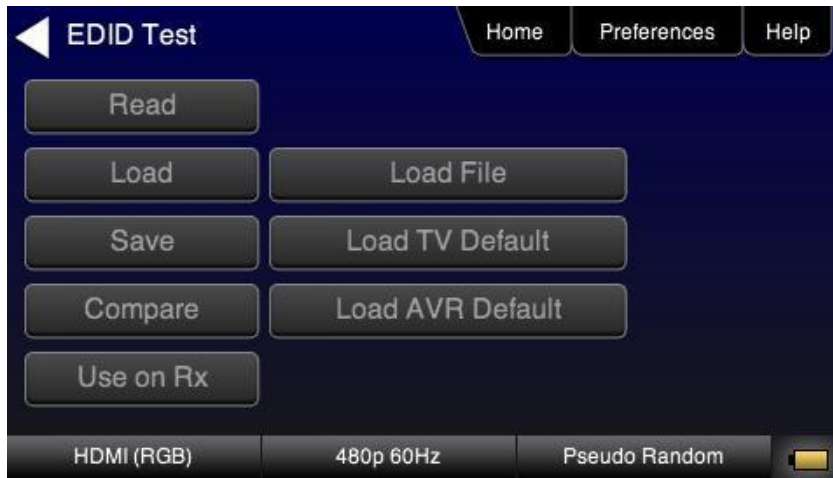 EDID Test
Home
Preferences
Help
Read
Load
Load File
Save
Load TV Default
Compare
Load AVR Default
Use on Rx
HDMI (RGB)
480p 60Hz
Pseudo Random